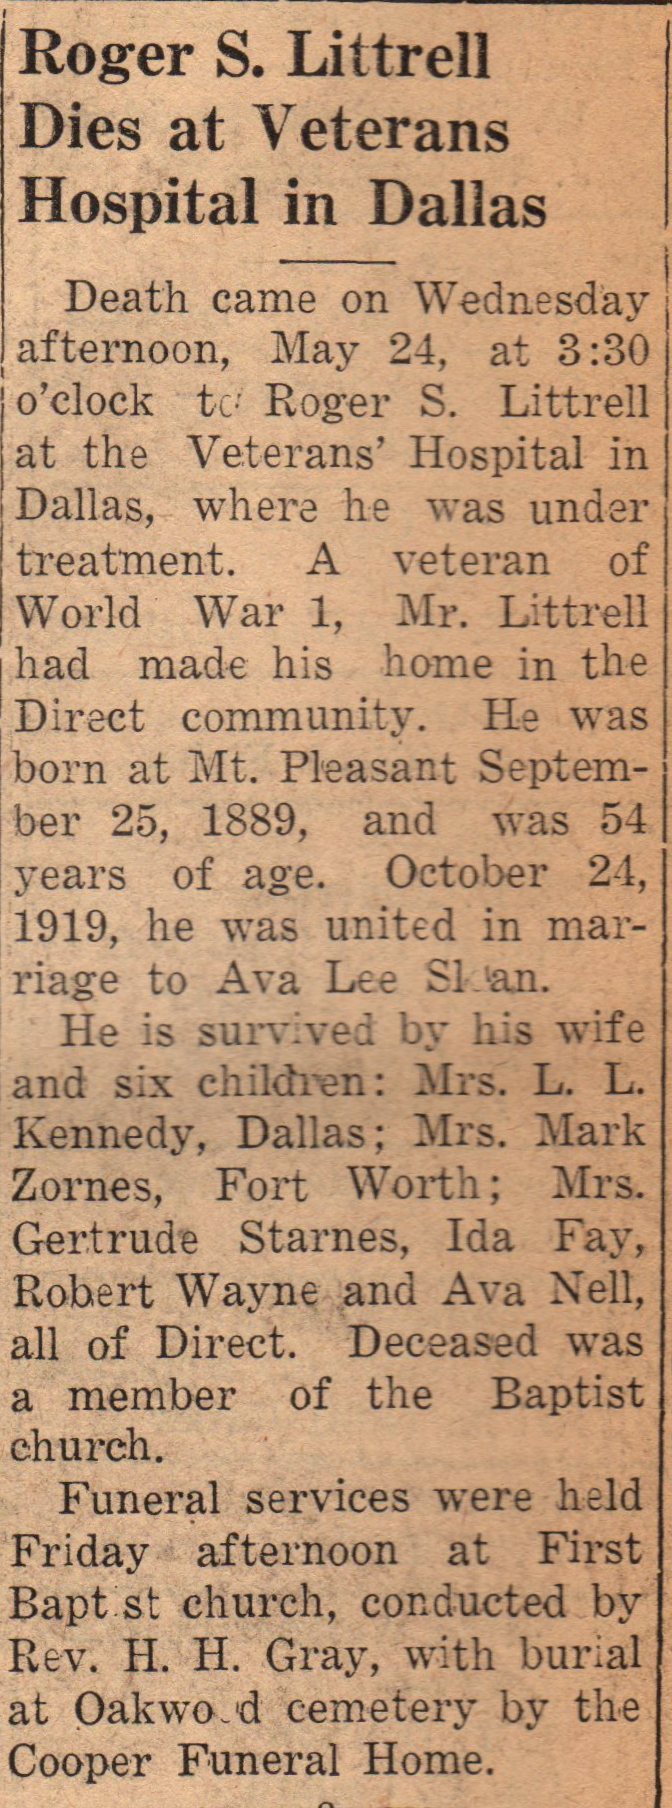 Roger S. Littrell
Dies at Veterans
Hospital in Dallas
Death came on Wednesday
afternoon, May 24, at 3:30
o'clock to Roger S. Littrell
at the Veterans' Hospital in
Dallas, where he was under
treatment. A veteran of
World War 1, Mr. Littrell
had made his home in the
Direct community. He was
born at Mt. Pleasant Septem-
ber 25, 1889, and was 54
years of age. October 24,
1919, he was united in mar-
riage to Ava Lee
He is survived by his wife
and six children: Mrs. L. L.
Kennedy, Dallas; Mrs. Mark
Zornes, Fort Worth; Mrs.
Gertrude Starnes, Ida Fay,
Robert Wayne and Ava Nell,
all of Direct. Deceased was
a member of the Baptist
church.
Funeral services were held
Friday afternoon at First
Bapt st church, conducted by
Rev. H. H. Gray, with burial
at Oakwood cemetery by the
Cooper Funeral Home.